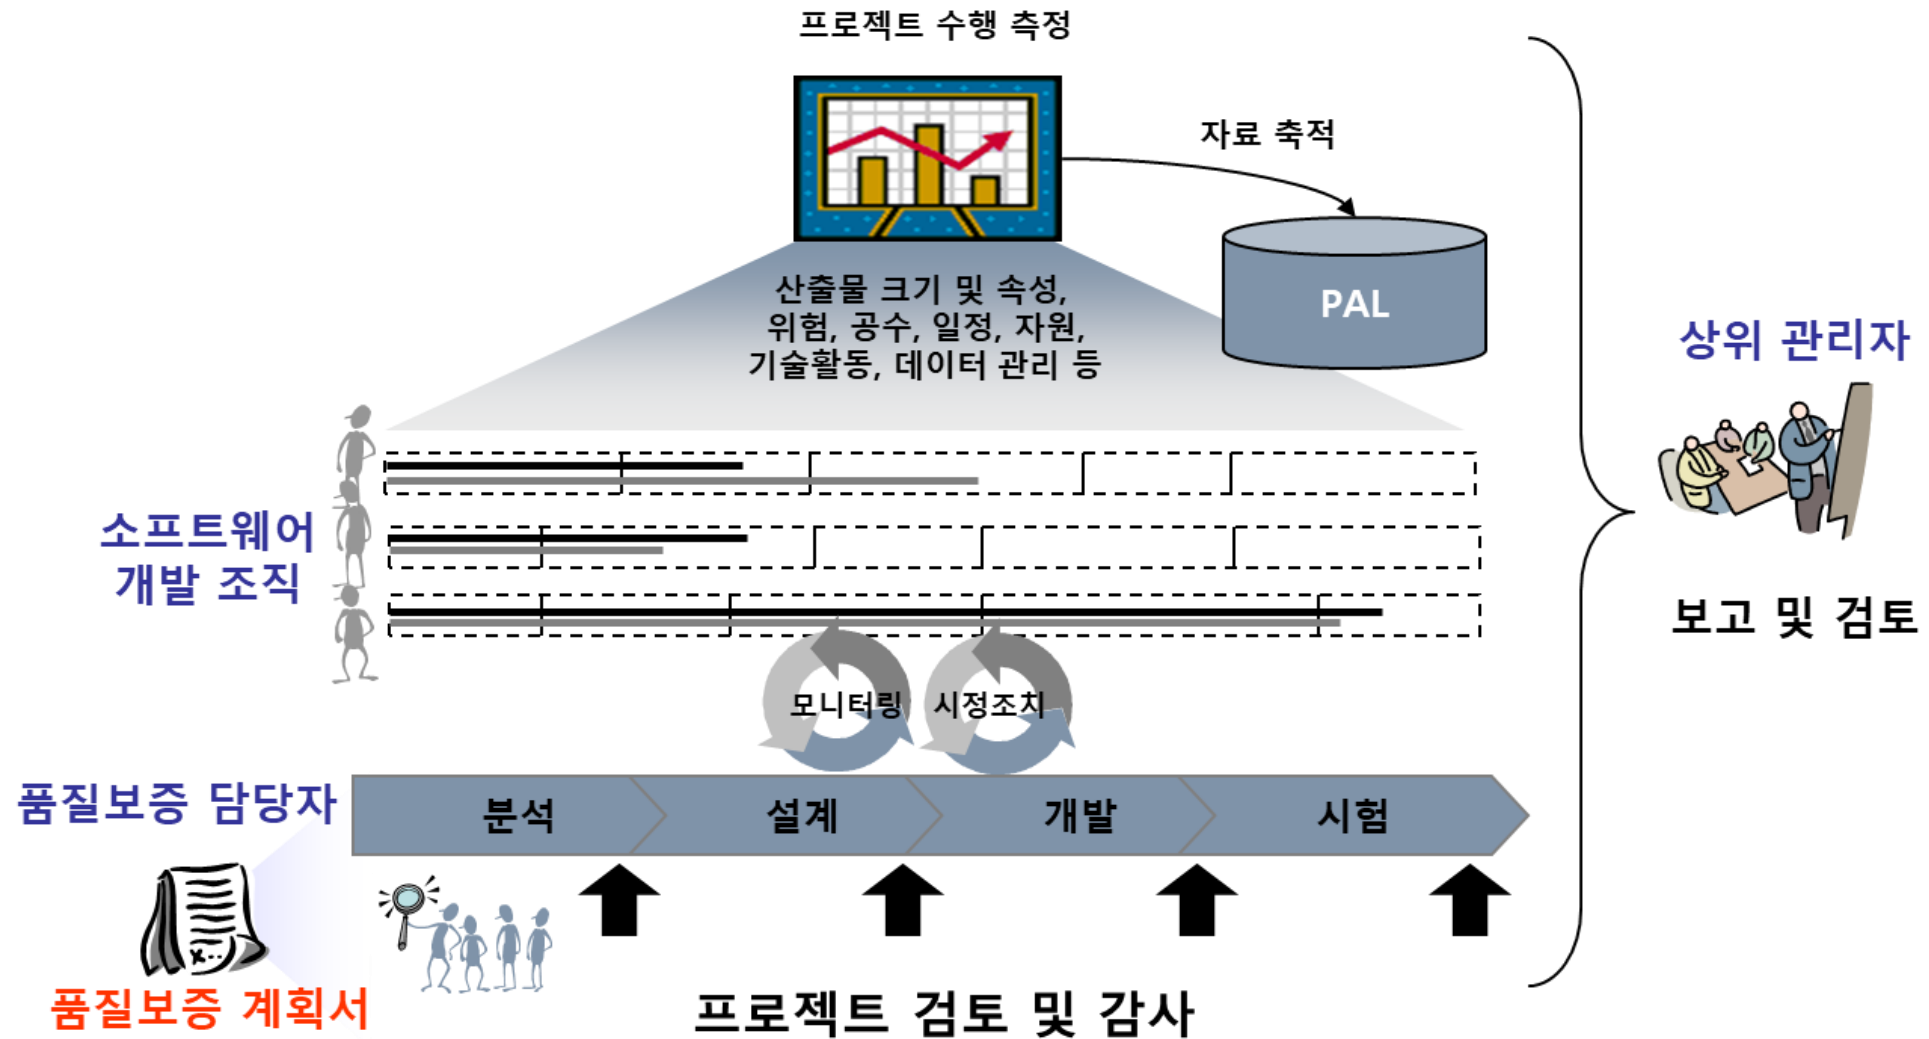 프로젝트 수행 측정
자료 축적
PAL
산출물 크기 및 속성,
위험, 공수, 일정, 자원,
기술활동, 데이터 관리 등
상위 관리자
보고 및 검토
소프트웨어
개발 조직
모니터링
시정조치
품질보증 담당자
분석
설계
개발
시험
품질보증 계획서
프로젝트 검토 및 감사